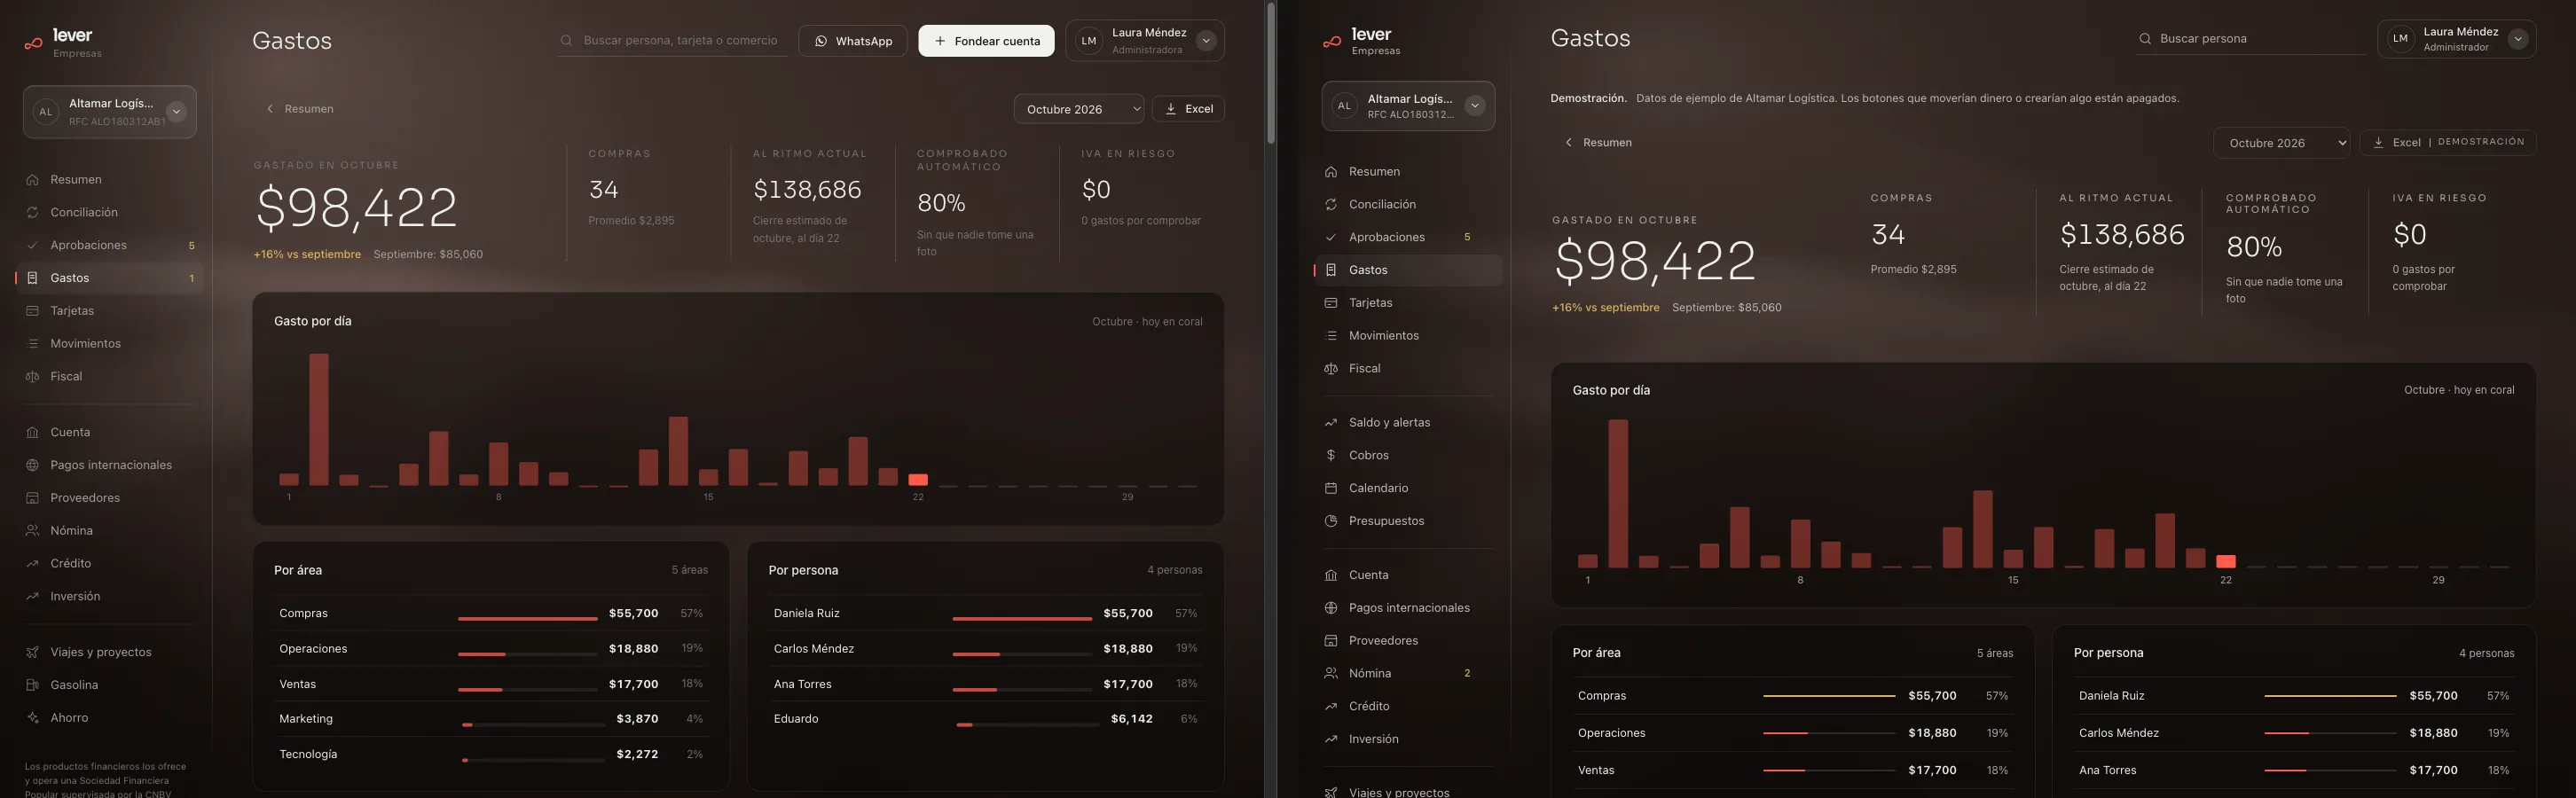 lever
Empresas
AL
Altamar Logís...
RFC ALO180312AB1
Resumen
Conciliación
Aprobaciones 5
Gastos 1
Tarjetas
Movimientos
Fiscal
Cuenta
Pagos internacionales
Proveedores
Nómina
Crédito
Inversión
Viajes y proyectos
Gasolina
Ahorro
Los productos financieros los ofrece
y opera una Sociedad Financiera
Popular supervisada por la CNBV
Gastos
Buscar persona, tarjeta o comercio
WhatsApp
+ Fondear cuenta
LM
Laura Méndez
Administradora
Resumen
Octubre 2026
Excel
GASTADO EN OCTUBRE
$98,422
+16% vs septiembre Septiembre: $85,060
COMPRAS
34
Promedio $2,895
AL RITMO ACTUAL
$138,686
Cierre estimado de
octubre, al día 22
COMPROBADO
AUTOMÁTICO
80%
Sin que nadie tome una
foto
IVA EN RIESGO
$0
0 gastos por comprobar
Gasto por día
Octubre · hoy en coral
1 8 15 22 29
Por área 5 áreas
Compras $55,700 57%
Operaciones $18,880 19%
Ventas $17,700 18%
Marketing $3,870 4%
Tecnología $2,272 2%
Por persona 4 personas
Daniela Ruiz $55,700 57%
Carlos Méndez $18,880 19%
Ana Torres $17,700 18%
Eduardo $6,142 6%
lever
Empresas
AL
Altamar Logís...
RFC ALO180312...
Resumen
Conciliación
Aprobaciones 5
Gastos
Tarjetas
Movimientos
Fiscal
Saldo y alertas
Cobros
Calendario
Presupuestos
Cuenta
Pagos internacionales
Proveedores
Nómina 2
Crédito
Inversión
Viajes y proyectos
Gastos
Buscar persona
LM
Laura Méndez
Administrador
Demostración. Datos de ejemplo de Altamar Logística. Los botones que moverían dinero o crearían algo están apagados.
Resumen
Octubre 2026
Excel | DEMOSTRACIÓN
GASTADO EN OCTUBRE
$98,422
+16% vs septiembre Septiembre: $85,060
COMPRAS
34
Promedio $2,895
AL RITMO ACTUAL
$138,686
Cierre estimado de
octubre, al día 22
COMPROBADO
AUTOMÁTICO
80%
Sin que nadie tome una
foto
IVA EN RIESGO
$0
0 gastos por
comprobar
Gasto por día
Octubre · hoy en coral
1 8 15 22 29
Por área 5 áreas
Compras $55,700 57%
Operaciones $18,880 19%
Ventas $17,700 18%
Por persona 4 personas
Daniela Ruiz $55,700 57%
Carlos Méndez $18,880 19%
Ana Torres $17,700 18%